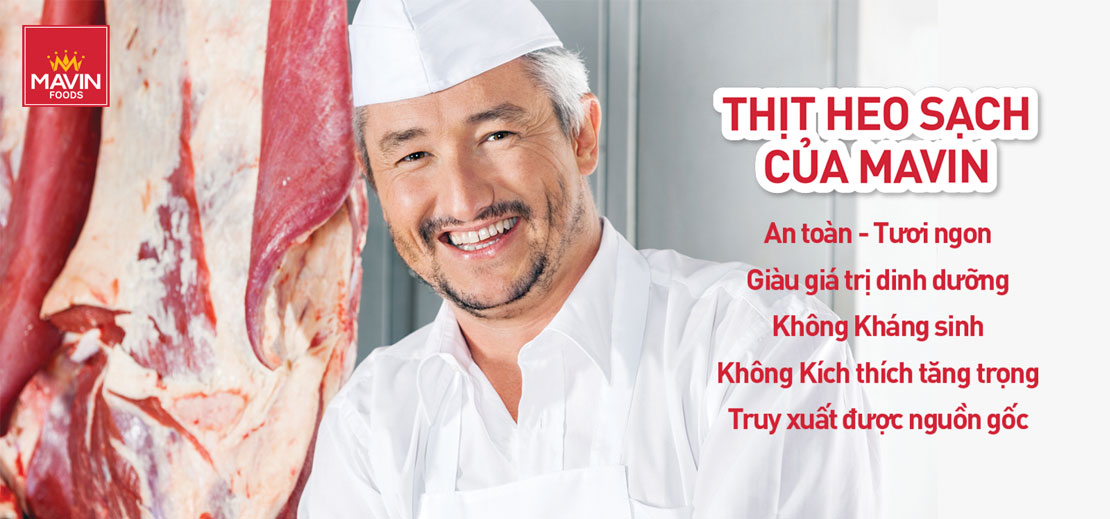 MAVIN
FOODS
THỊT HEO SẠCH
CỦA MAVIN
An toàn - Tươi ngon
Giàu giá trị dinh dưỡng
Không Kháng sinh
Không Kích thích tăng trọng
Truy xuất được nguồn gốc